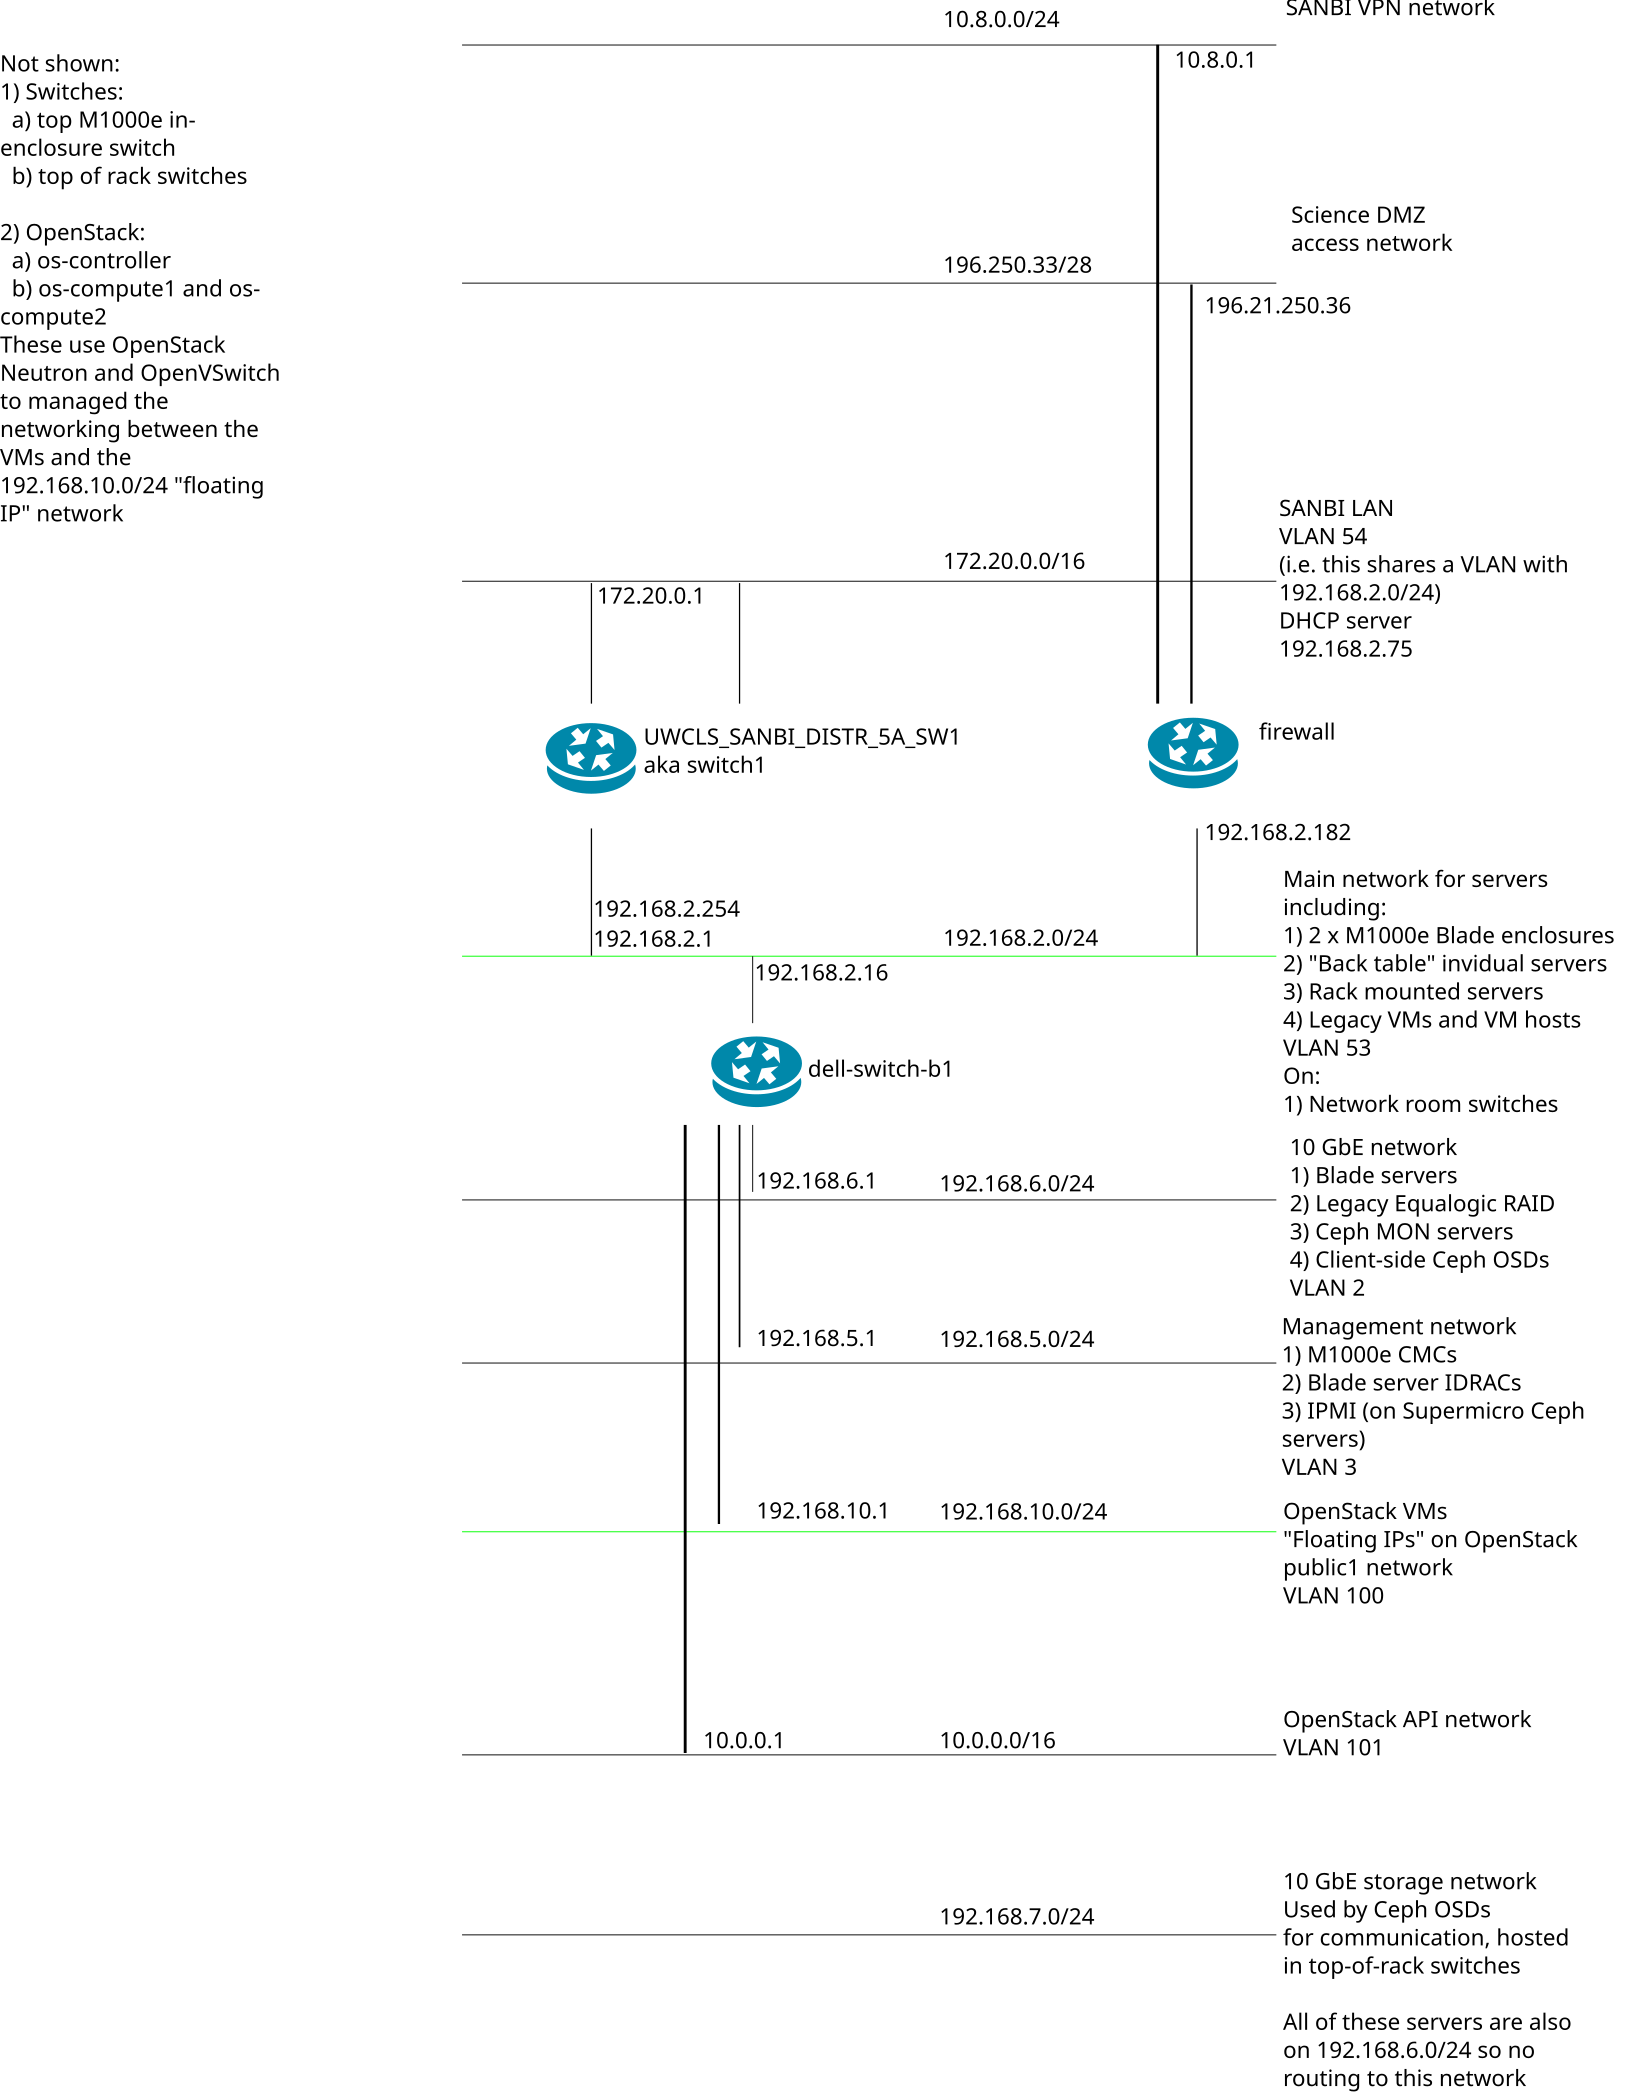 10.8.0.0/24
SANBI VPN network
10.8.0.1
Not shown:
1) Switches:
a) top M1000e in-
enclosure switch
b) top of rack switches
2) OpenStack:
a) os-controller
b) os-compute1 and os-
compute2
These use OpenStack
Neutron and OpenVSwitch
to managed the
networking between the
VMs and the
192.168.10.0/24 "floating
IP" network
Science DMZ
access network
196.250.33/28
196.21.250.36
SANBI LAN
VLAN 54
(i.e. this shares a VLAN with
192.168.2.0/24)
DHCP server
192.168.2.75
172.20.0.0/16
172.20.0.1
UWCLS_SANBI_DISTR_5A_SW1
aka switch1
firewall
192.168.2.182
192.168.2.254
192.168.2.1
192.168.2.0/24
Main network for servers
including:
1) 2 x M1000e Blade enclosures
2) "Back table" invidual servers
3) Rack mounted servers
4) Legacy VMs and VM hosts
VLAN 53
On:
1) Network room switches
192.168.2.16
dell-switch-b1
192.168.6.1
192.168.6.0/24
10 GbE network
1) Blade servers
2) Legacy Equalogic RAID
3) Ceph MON servers
4) Client-side Ceph OSDs
VLAN 2
192.168.5.1
192.168.5.0/24
Management network
1) M1000e CMCs
2) Blade server IDRACs
3) IPMI (on Supermicro Ceph
servers)
VLAN 3
192.168.10.1
192.168.10.0/24
OpenStack VMs
"Floating IPs" on OpenStack
public1 network
VLAN 100
10.0.0.1
10.0.0.0/16
OpenStack API network
VLAN 101
192.168.7.0/24
10 GbE storage network
Used by Ceph OSDs
for communication, hosted
in top-of-rack switches
All of these servers are also
on 192.168.6.0/24 so no
routing to this network